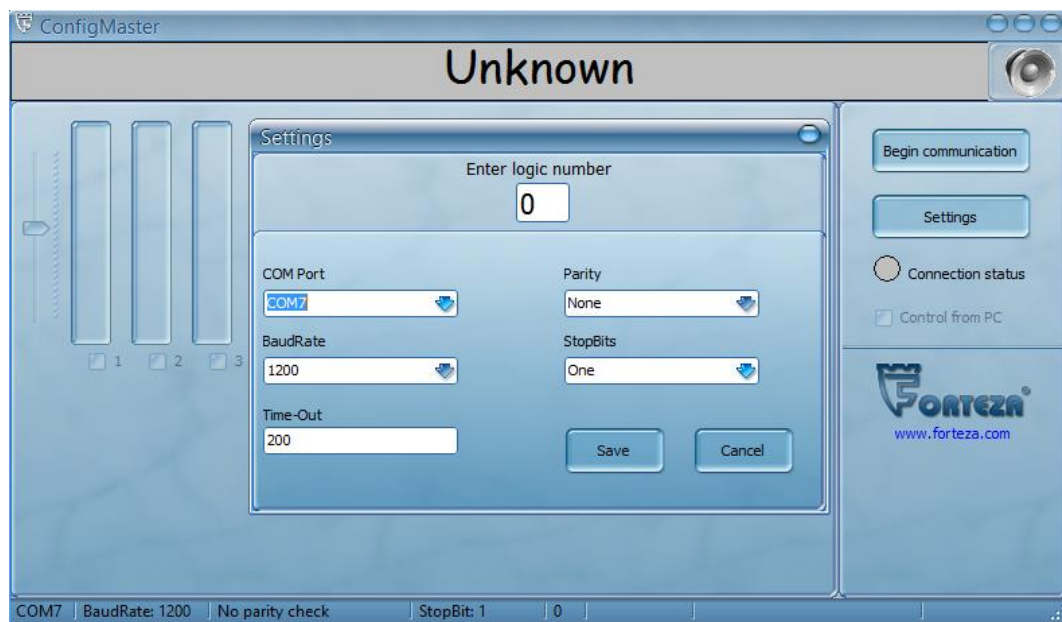 ConfigMaster
Unknown
Settings
Enter logic number
0
COM Port
Parity
COM7
None
BaudRate
StopBits
1200
One
Time-Out
200
Save
Cancel
1
2
3
Begin communication
Settings
Connection status
Control from PC
FORTEZA®
www.forteza.com
COM7 BaudRate: 1200 No parity check StopBit: 1 0